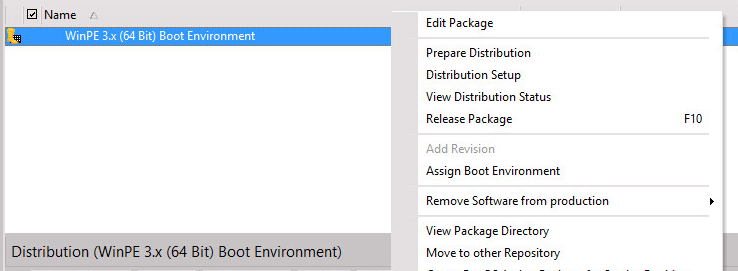 Name
WinPE 3.x (64 Bit) Boot Environment
Edit Package
Prepare Distribution
Distribution Setup
View Distribution Status
Release Package F10
Add Revision
Assign Boot Environment
Remove Software from production
View Package Directory
Move to other Repository
Distribution (WinPE 3.x (64 Bit) Boot Environment)